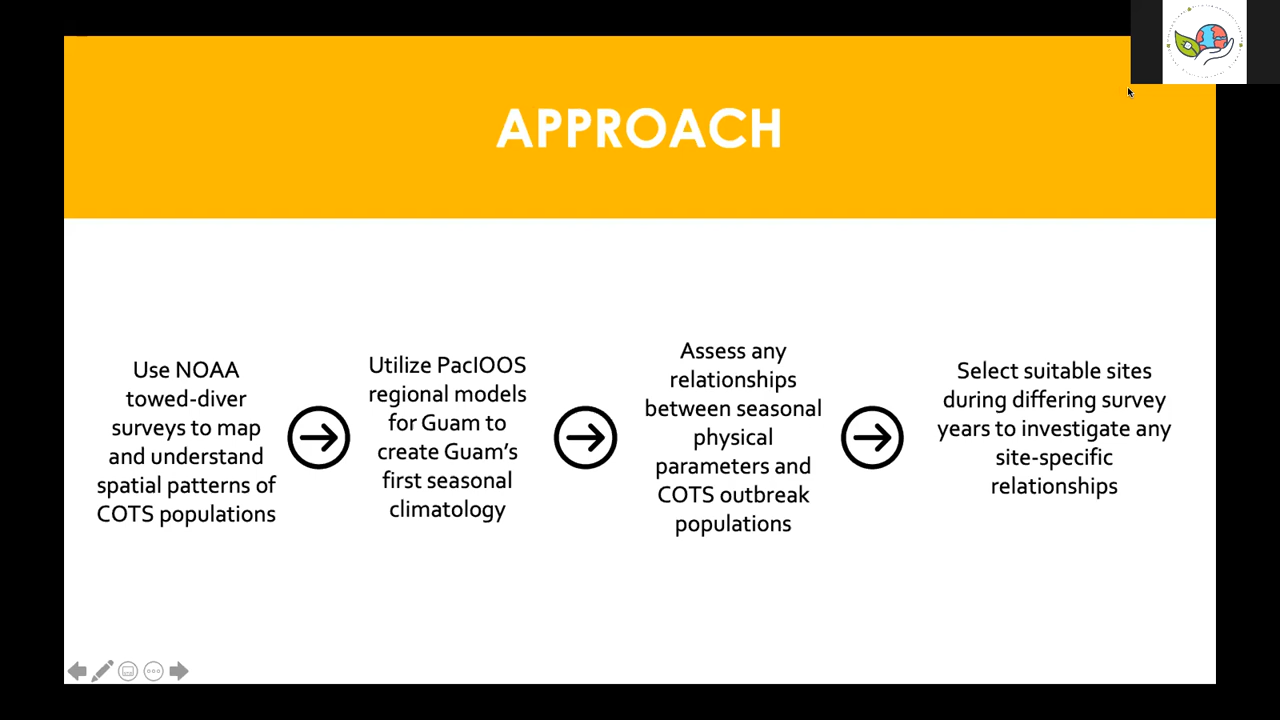 APPROACH
Use NOAA
towed-diver
surveys to map
and understand
spatial patterns of
COTS populations
Utilize PacIOOS
regional models
for Guam to
create Guam's
first seasonal
climatology
Assess any
relationships
between seasonal
physical
parameters and
COTS outbreak
populations
Select suitable sites
during differing survey
years to investigate any
site-specific
relationships